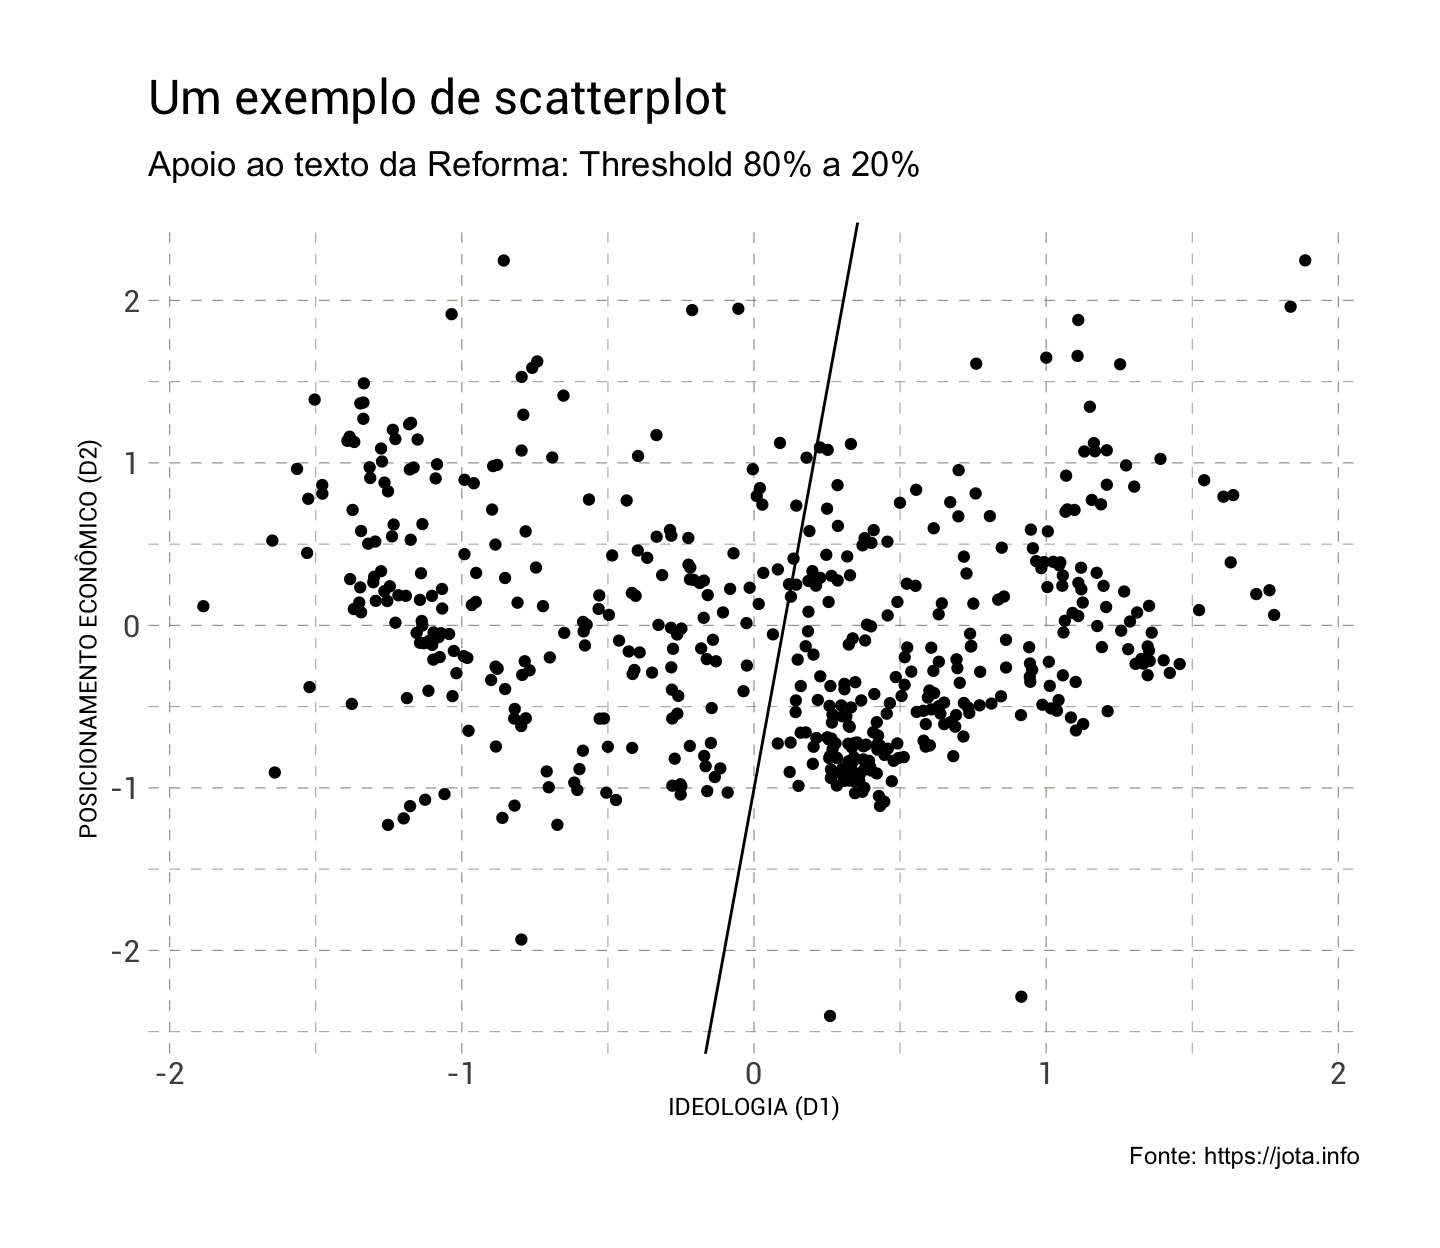 Um exemplo de scatterplot
Apoio ao texto da Reforma: Threshold 80% a 20%
POSICIONAMENTO ECONÔMICO (D2)
2
1
0
-1
-2
-2 -1 0 1 2
IDEOLOGIA (D1)
Fonte: https://jota.info